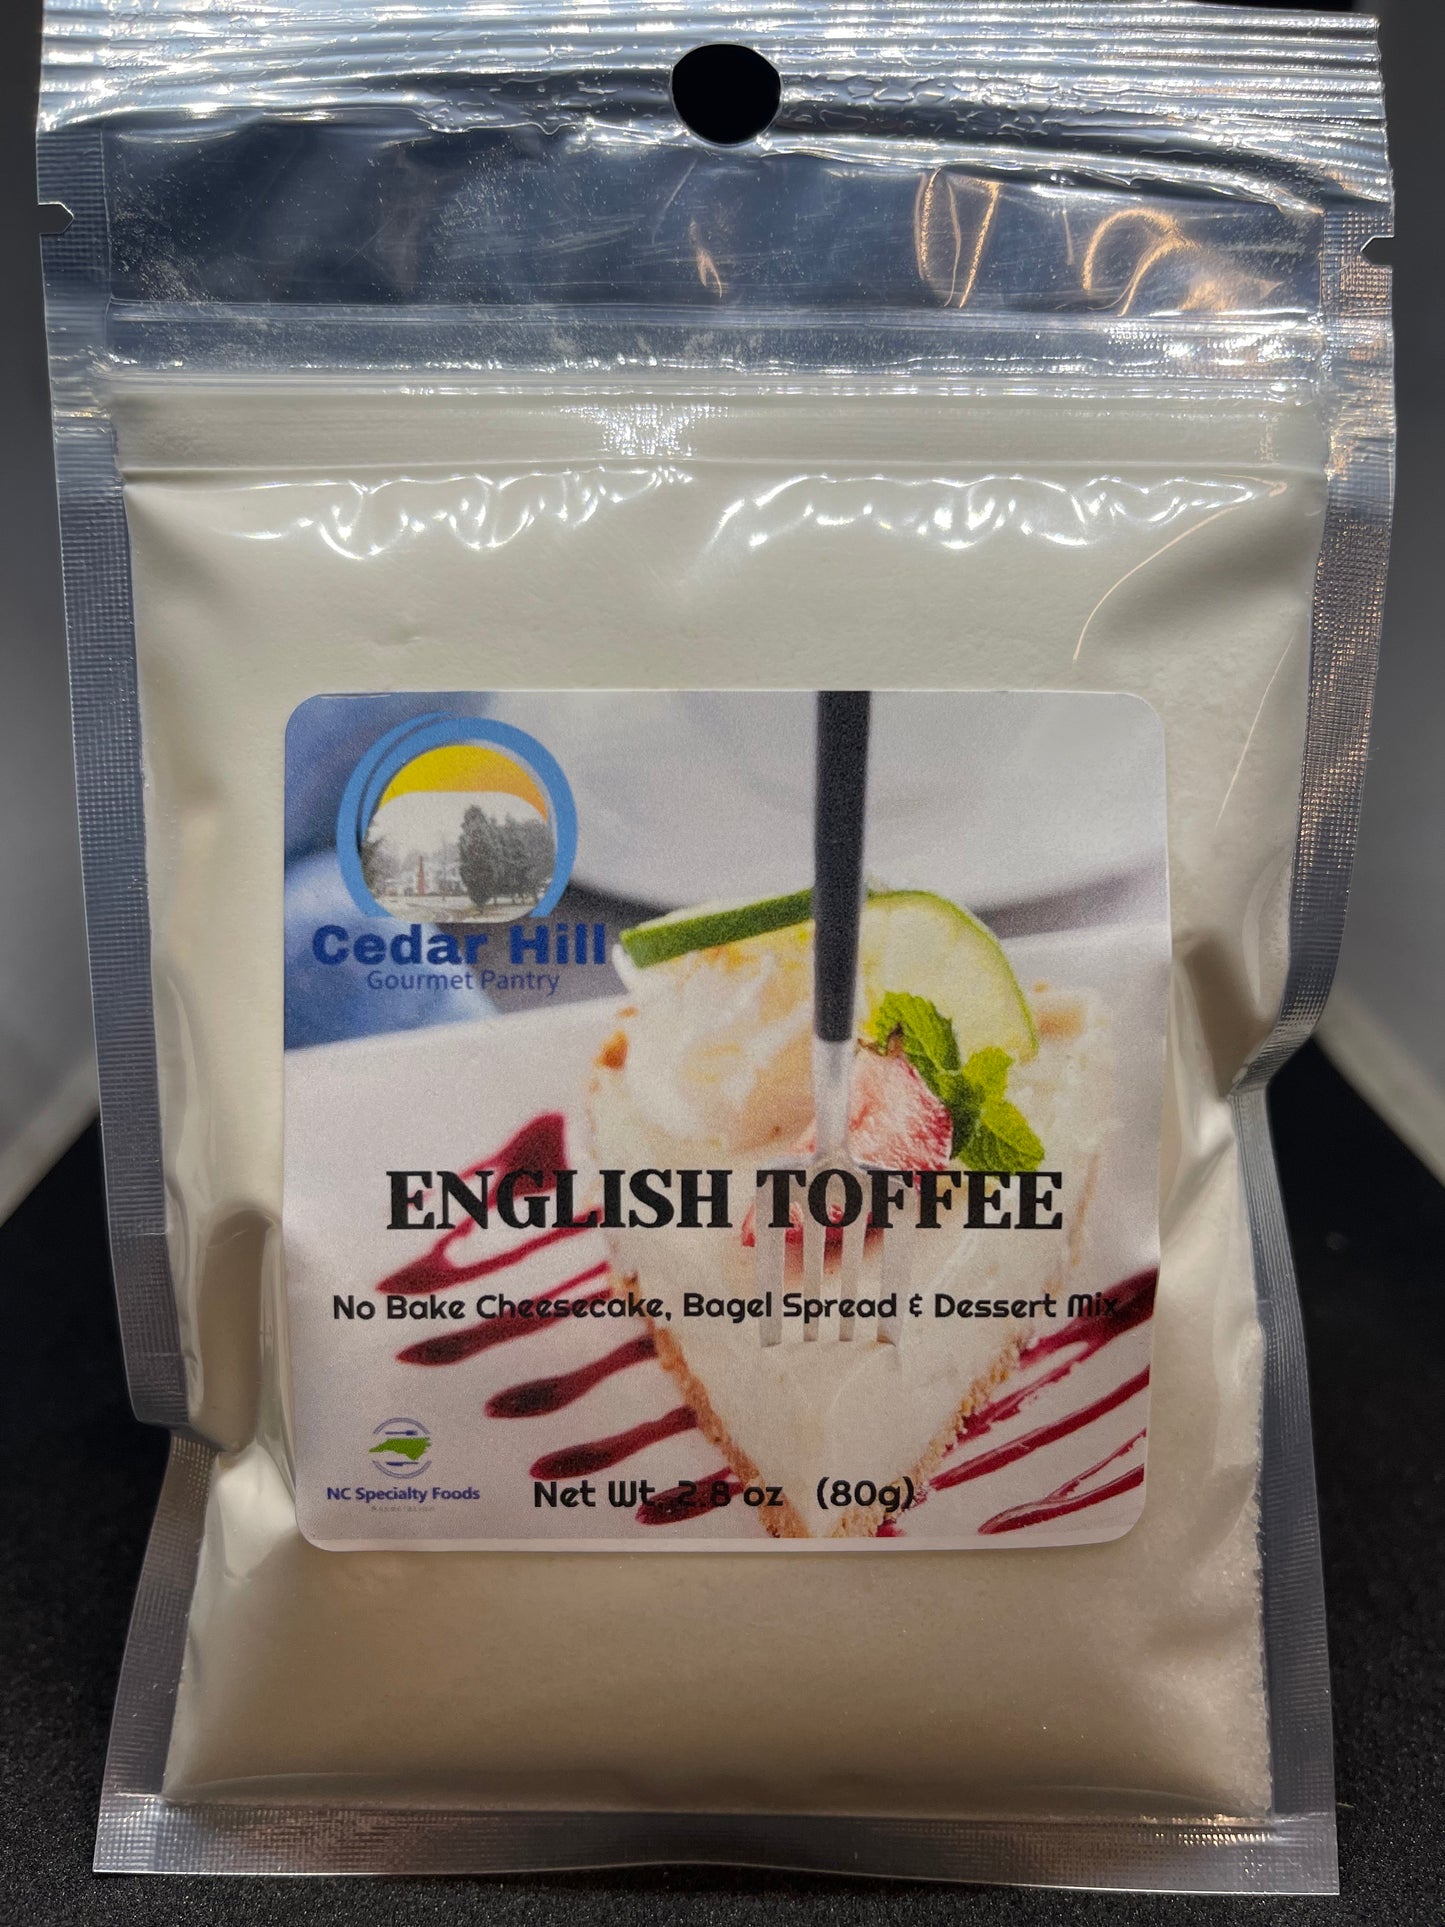 Cedar Hill
Gourmet Pantry
ENGLISH TOFFEE
No Bake Cheesecake, Bagel Spread & Dessert Mix
NC Specialty Foods
Association
Net Wt. 2.8 oz (80g)